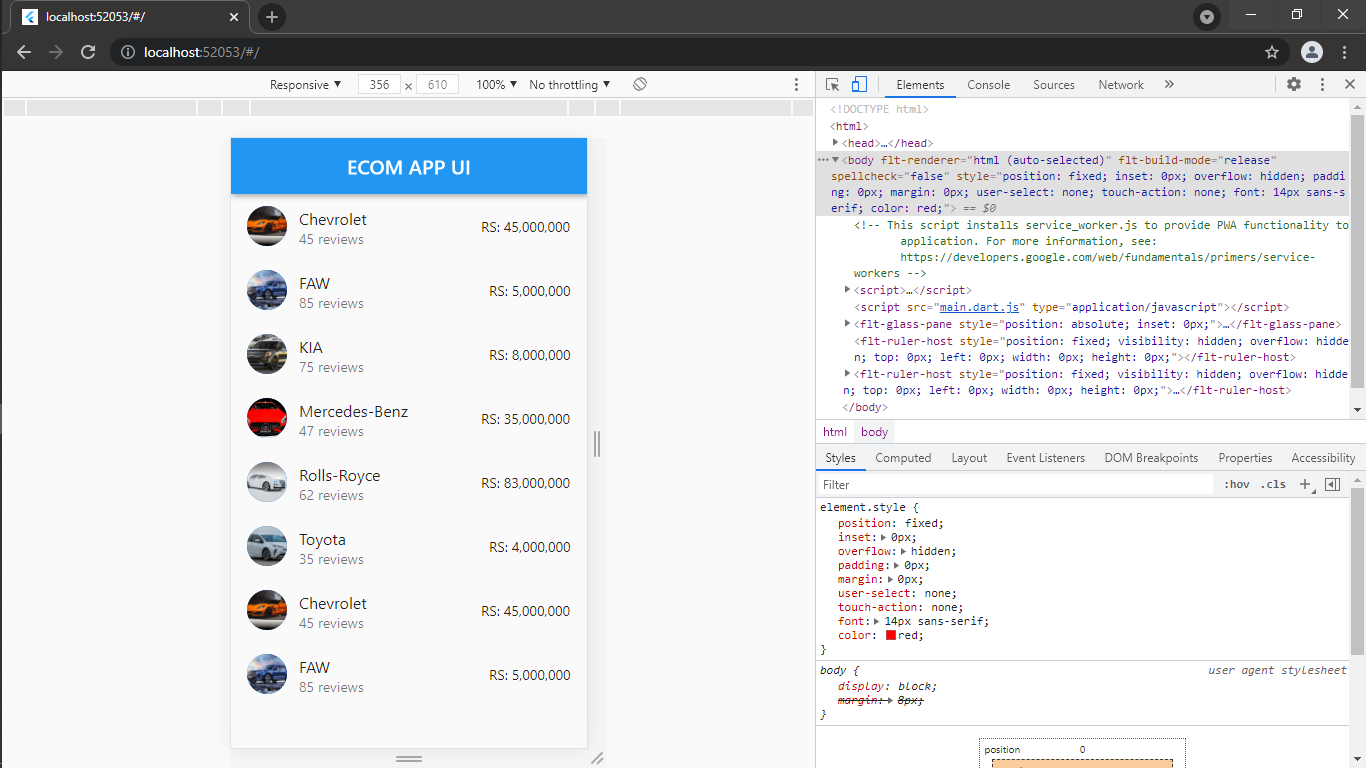 localhost:52053/#/
localhost:52053/#/
Responsive ▼ 356 × 610 100% ▼ No throttling ▼
ECOM APP UI
Chevrolet
45 reviews
RS: 45,000,000
FAW
85 reviews
RS: 5,000,000
KIA
75 reviews
RS: 8,000,000
Mercedes-Benz
47 reviews
RS: 35,000,000
Rolls-Royce
62 reviews
RS: 83,000,000
Toyota
35 reviews
RS: 4,000,000
Chevrolet
45 reviews
RS: 45,000,000
FAW
85 reviews
RS: 5,000,000
Elements Console Sources Network »
<!DOCTYPE html>
<html>
<head>…</head>
<body flt-renderer="html (auto-selected)" flt-build-mode="release"
spellcheck="false" style="position: fixed; inset: 0px; overflow: hidden; paddi
ng: 0px; margin: 0px; user-select: none; touch-action: none; font: 14px sans-s
erif; color: red;"> == $0
<!-- This script installs service_worker.js to provide PWA functionality to
application. For more information, see:
https://developers.google.com/web/fundamentals/primers/service-
workers -->
<script>…</script>
<script src="main.dart.js" type="application/javascript"></script>
<flt-glass-pane style="position: absolute; inset: 0px;">…</flt-glass-pane>
<flt-ruler-host style="position: fixed; visibility: hidden; overflow: hidde
n; top: 0px; left: 0px; width: 0px; height: 0px;"></flt-ruler-host>
<flt-ruler-host style="position: fixed; visibility: hidden; overflow: hidde
n; top: 0px; left: 0px; width: 0px; height: 0px;">…</flt-ruler-host>
</body>
html body
Styles Computed Layout Event Listeners DOM Breakpoints Properties Accessibility
Filter :hov .cls +
element.style {
position: fixed;
inset: 0px;
overflow: hidden;
padding: 0px;
margin: 0px;
user-select: none;
touch-action: none;
font: 14px sans-serif;
color: red;
}
body { user agent stylesheet
display: block;
margin: 8px;
}
position 0